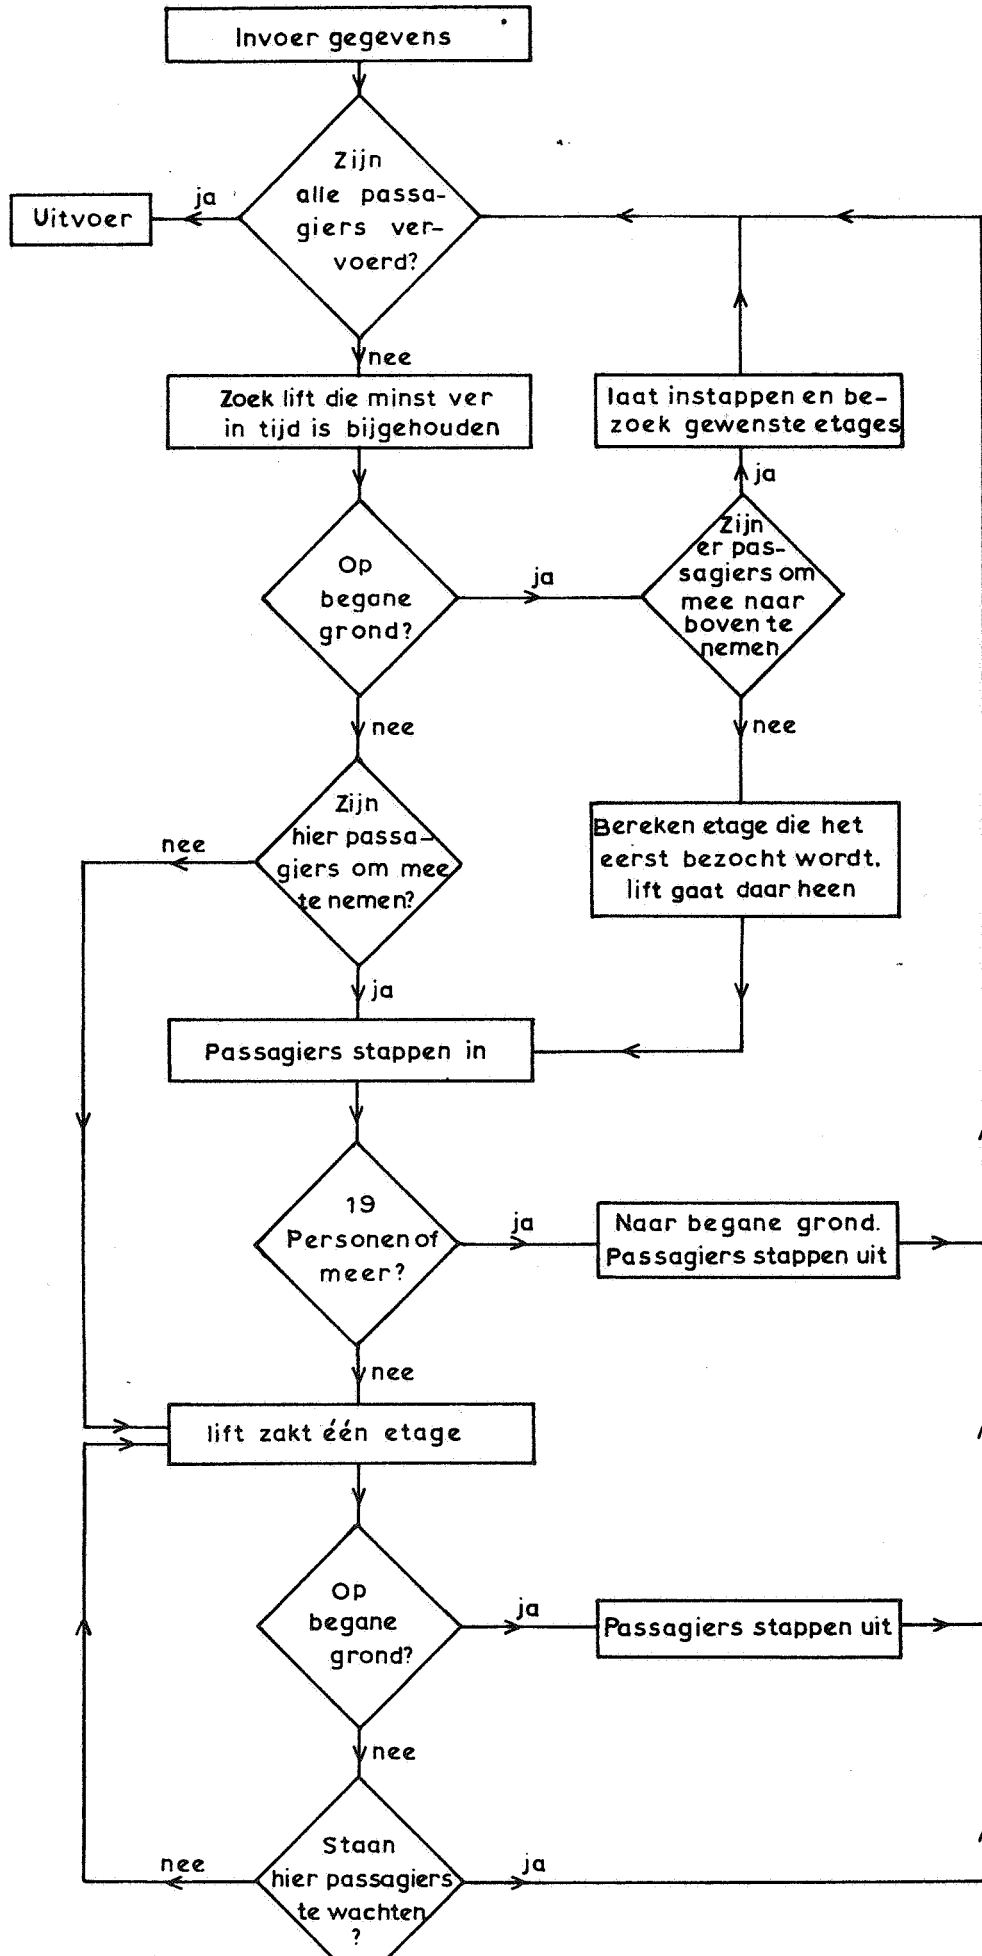 Invoer gegevens
Zijn
alle passa-
giers ver-
voerd?
ja
Uitvoer
nee
Zoek lift die minst ver
in tijd is bijgehouden
laat instappen en be-
zoek gewenste etages
ja
Op
begane
grond?
ja
Zijn
er pas-
sagiers om
mee naar
boven te
nemen
nee
nee
Zijn
hier passa-
giers om mee
te nemen?
nee
Bereken etage die het
eerst bezocht wordt.
lift gaat daar heen
ja
Passagiers stappen in
19
Personen of
meer?
ja
Naar begane grond.
Passagiers stappen uit
nee
lift zakt één etage
Op
begane
grond?
ja
Passagiers stappen uit
nee
Staan
hier passagiers
te wachten
?
nee
ja